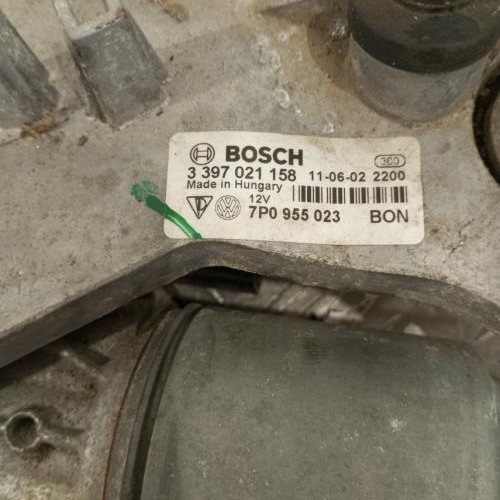 BOSCH 300
3 397 021 158 11-06-02 2200
Made in Hungary
12V
7P0 955 023 BON